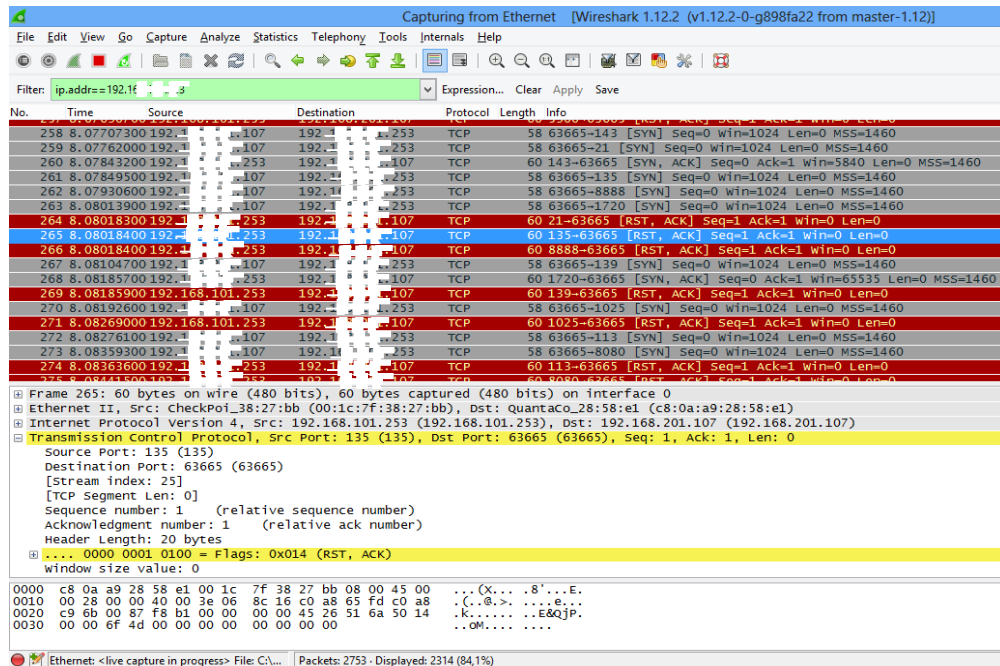 Capturing from Ethernet [Wireshark 1.12.2 (v1.12.2-0-g898fa22 from master-1.12)]
File Edit View Go Capture Analyze Statistics Telephony Tools Internals Help
Filter: ip.addr==192.16 Expression... Clear Apply Save
No. Time Source Destination Protocol Length Info
258 8.07707300 192.1 .107 192.1 .253 TCP 58 63665→143 [SYN] Seq=0 Win=1024 Len=0 MSS=1460
259 8.07762000 192.1 .107 192.1 .253 TCP 58 63665→21 [SYN] Seq=0 Win=1024 Len=0 MSS=1460
260 8.07843200 192.1 .107 192.1 .253 TCP 60 143→63665 [SYN, ACK] Seq=0 Ack=1 Win=5840 Len=0 MSS=1460
261 8.07849500 192.1 .107 192.1 .253 TCP 58 63665→135 [SYN] Seq=0 Win=1024 Len=0 MSS=1460
262 8.07930600 192.1 .107 192.16 .253 TCP 58 63665→8888 [SYN] Seq=0 Win=1024 Len=0 MSS=1460
263 8.08013900 192.1 .107 192.1 .253 TCP 58 63665→1720 [SYN] Seq=0 Win=1024 Len=0 MSS=1460
264 8.08018300 192.1 .253 192.1 .107 TCP 60 21→63665 [RST, ACK] Seq=1 Ack=1 Win=0 Len=0
265 8.08018400 192.1 .253 192.1 .107 TCP 60 135→63665 [RST, ACK] Seq=1 Ack=1 Win=0 Len=0
266 8.08018400 192.1 .253 192.1 .107 TCP 60 8888→63665 [RST, ACK] Seq=1 Ack=1 Win=0 Len=0
267 8.08104700 192.1 .107 192.1 .253 TCP 58 63665→139 [SYN] Seq=0 Win=1024 Len=0 MSS=1460
268 8.08185700 192.1 .253 192.1 .107 TCP 60 1720→63665 [SYN, ACK] Seq=0 Ack=1 Win=65535 Len=0 MSS=1460
269 8.08185900 192.168.101.253 192.1 .107 TCP 60 139→63665 [RST, ACK] Seq=1 Ack=1 Win=0 Len=0
270 8.08192600 192.1 .107 192.1 .253 TCP 58 63665→1025 [SYN] Seq=0 Win=1024 Len=0 MSS=1460
271 8.08269000 192.168.101.253 192.1 .107 TCP 60 1025→63665 [RST, ACK] Seq=1 Ack=1 Win=0 Len=0
272 8.08276100 192.1 .107 192.1 .253 TCP 58 63665→113 [SYN] Seq=0 Win=1024 Len=0 MSS=1460
273 8.08359300 192.1 .107 192.16 .253 TCP 58 63665→8080 [SYN] Seq=0 Win=1024 Len=0 MSS=1460
274 8.08363600 192.1 .253 192.1 .107 TCP 60 113→63665 [RST, ACK] Seq=1 Ack=1 Win=0 Len=0
Frame 265: 60 bytes on wire (480 bits), 60 bytes captured (480 bits) on interface 0
Ethernet II, Src: CheckPoi_38:27:bb (00:1c:7f:38:27:bb), Dst: QuantaCo_28:58:e1 (c8:0a:a9:28:58:e1)
Internet Protocol Version 4, Src: 192.168.101.253 (192.168.101.253), Dst: 192.168.201.107 (192.168.201.107)
Transmission Control Protocol, Src Port: 135 (135), Dst Port: 63665 (63665), Seq: 1, Ack: 1, Len: 0
Source Port: 135 (135)
Destination Port: 63665 (63665)
[Stream index: 25]
[TCP Segment Len: 0]
Sequence number: 1 (relative sequence number)
Acknowledgment number: 1 (relative ack number)
Header Length: 20 bytes
.... 0000 0001 0100 = Flags: 0x014 (RST, ACK)
Window size value: 0
0000 c8 0a a9 28 58 e1 00 1c 7f 38 27 bb 08 00 45 00 ...(X... .8'...E.
0010 00 28 00 00 40 00 3e 06 8c 16 c0 a8 65 fd c0 a8 .(..@.>. ....e...
0020 c9 6b 00 87 f8 b1 00 00 00 00 45 26 51 6a 50 14 .k...... ..E&QjP.
0030 00 00 6f 4d 00 00 00 00 00 00 00 00 ..oM.... ....
Ethernet: <live capture in progress> File: C:\... Packets: 2753 · Displayed: 2314 (84,1%)